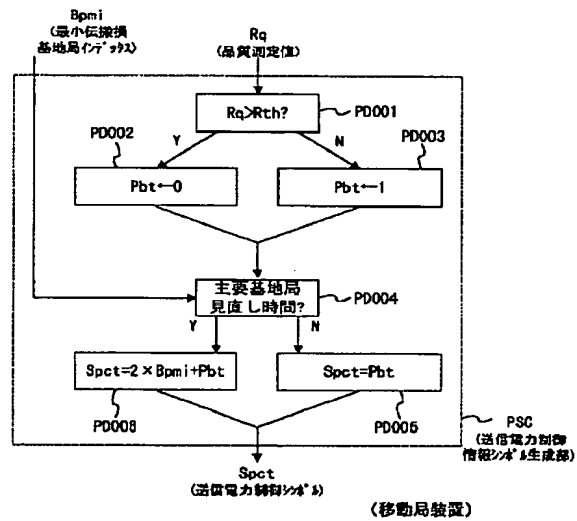 Bpmi
(最小伝搬損
基地局インデックス)
Rq
(品質測定値)
Rq>Rth?
PD001
PD002
Y
N
PD003
Pbt←0
Pbt←1
主要基地局
見直し時間?
PD004
Y
N
Spct=2×Bpmi+Pbt
Spct=Pbt
PD006
PD005
PSC
(送信電力制御
情報シンボル生成部)
Spct
(送信電力制御シンボル)
(移動局装置)